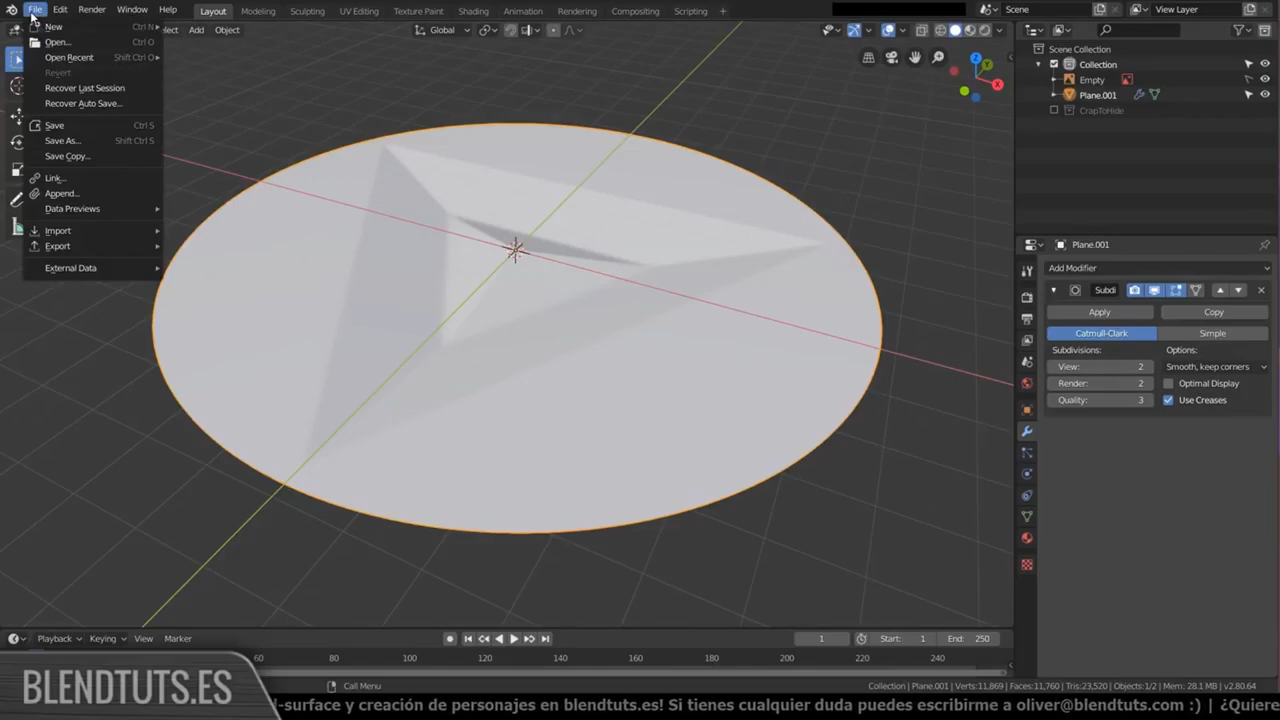 File Edit Render Window Help Layout Modeling Sculpting UV Editing Texture Paint Shading Animation Rendering Compositing Scripting + Scene View Layer
New Ctrl N
Open... Ctrl O
Open Recent Shift Ctrl O
Revert
Recover Last Session
Recover Auto Save...
Save Ctrl S
Save As... Shift Ctrl S
Save Copy...
Link...
Append...
Data Previews
Import
Export
External Data
Select Add Object Global
Z
Y
X
Scene Collection
Collection
Empty
Plane.001
CrapToHide
Plane.001
Add Modifier
Subdi
Apply Copy
Catmull-Clark Simple
Subdivisions: Options:
View: 2 Smooth, keep corners
Render: 2 Optimal Display
Quality: 3 Use Creases
Playback Keying View Marker 1 Start: 1 End: 250
60 80 100 120 140 160 180 200 220 240
Call Menu Collection | Plane.001 | Verts:11,869 | Faces:11,760 | Tris:23,520 | Objects:1/2 | Mem: 28.1 MB | v2.80.64
BLENDTUTS.ES
-surface y creación de personajes en blendtuts.es! Si tienes cualquier duda puedes escribirme a oliver@blendtuts.com :) | ¿Quiere